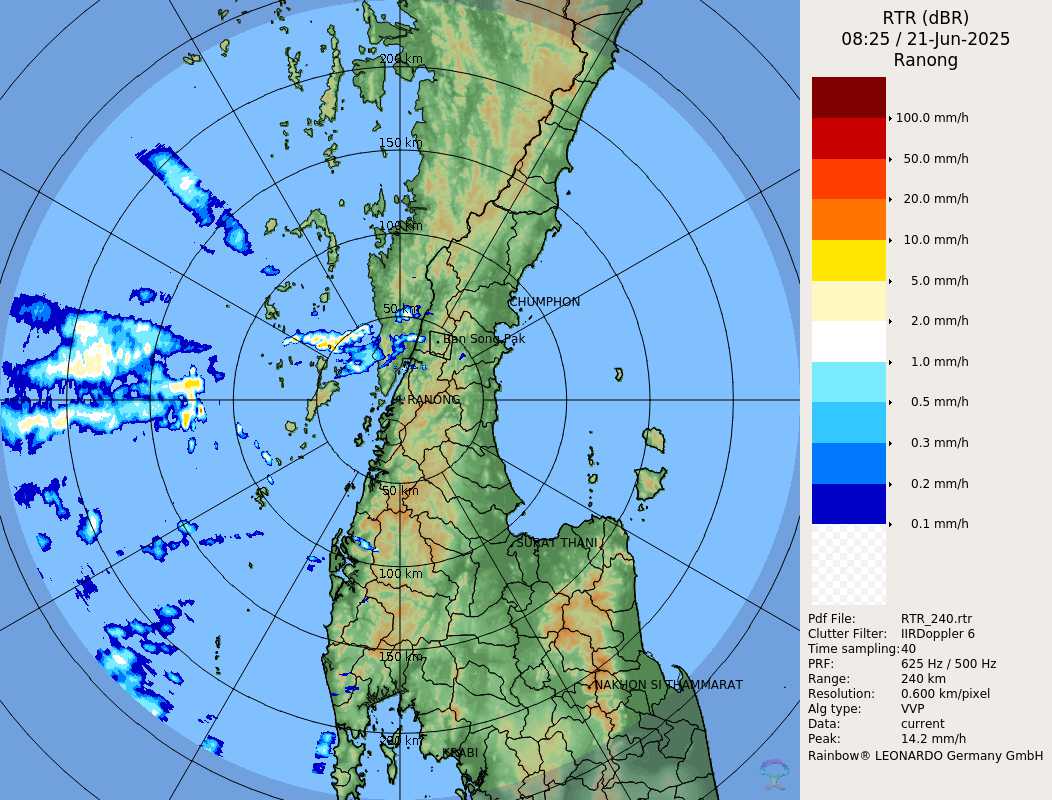 RTR (dBR)
08:25 / 21-Jun-2025
Ranong
100.0 mm/h
50.0 mm/h
20.0 mm/h
10.0 mm/h
5.0 mm/h
2.0 mm/h
1.0 mm/h
0.5 mm/h
0.3 mm/h
0.2 mm/h
0.1 mm/h
Pdf File: RTR_240.rtr
Clutter Filter: IIRDoppler 6
Time sampling:40
PRF: 625 Hz / 500 Hz
Range: 240 km
Resolution: 0.600 km/pixel
Alg type: VVP
Data: current
Peak: 14.2 mm/h
Rainbow® LEONARDO Germany GmbH
200 km
150 km
100 km
CHUMPHON
50 km
Ban Song Pak
RANONG
50 km
SURAT THANI
100 km
150 km
NAKHON SI THAMMARAT
200 km
KRABI